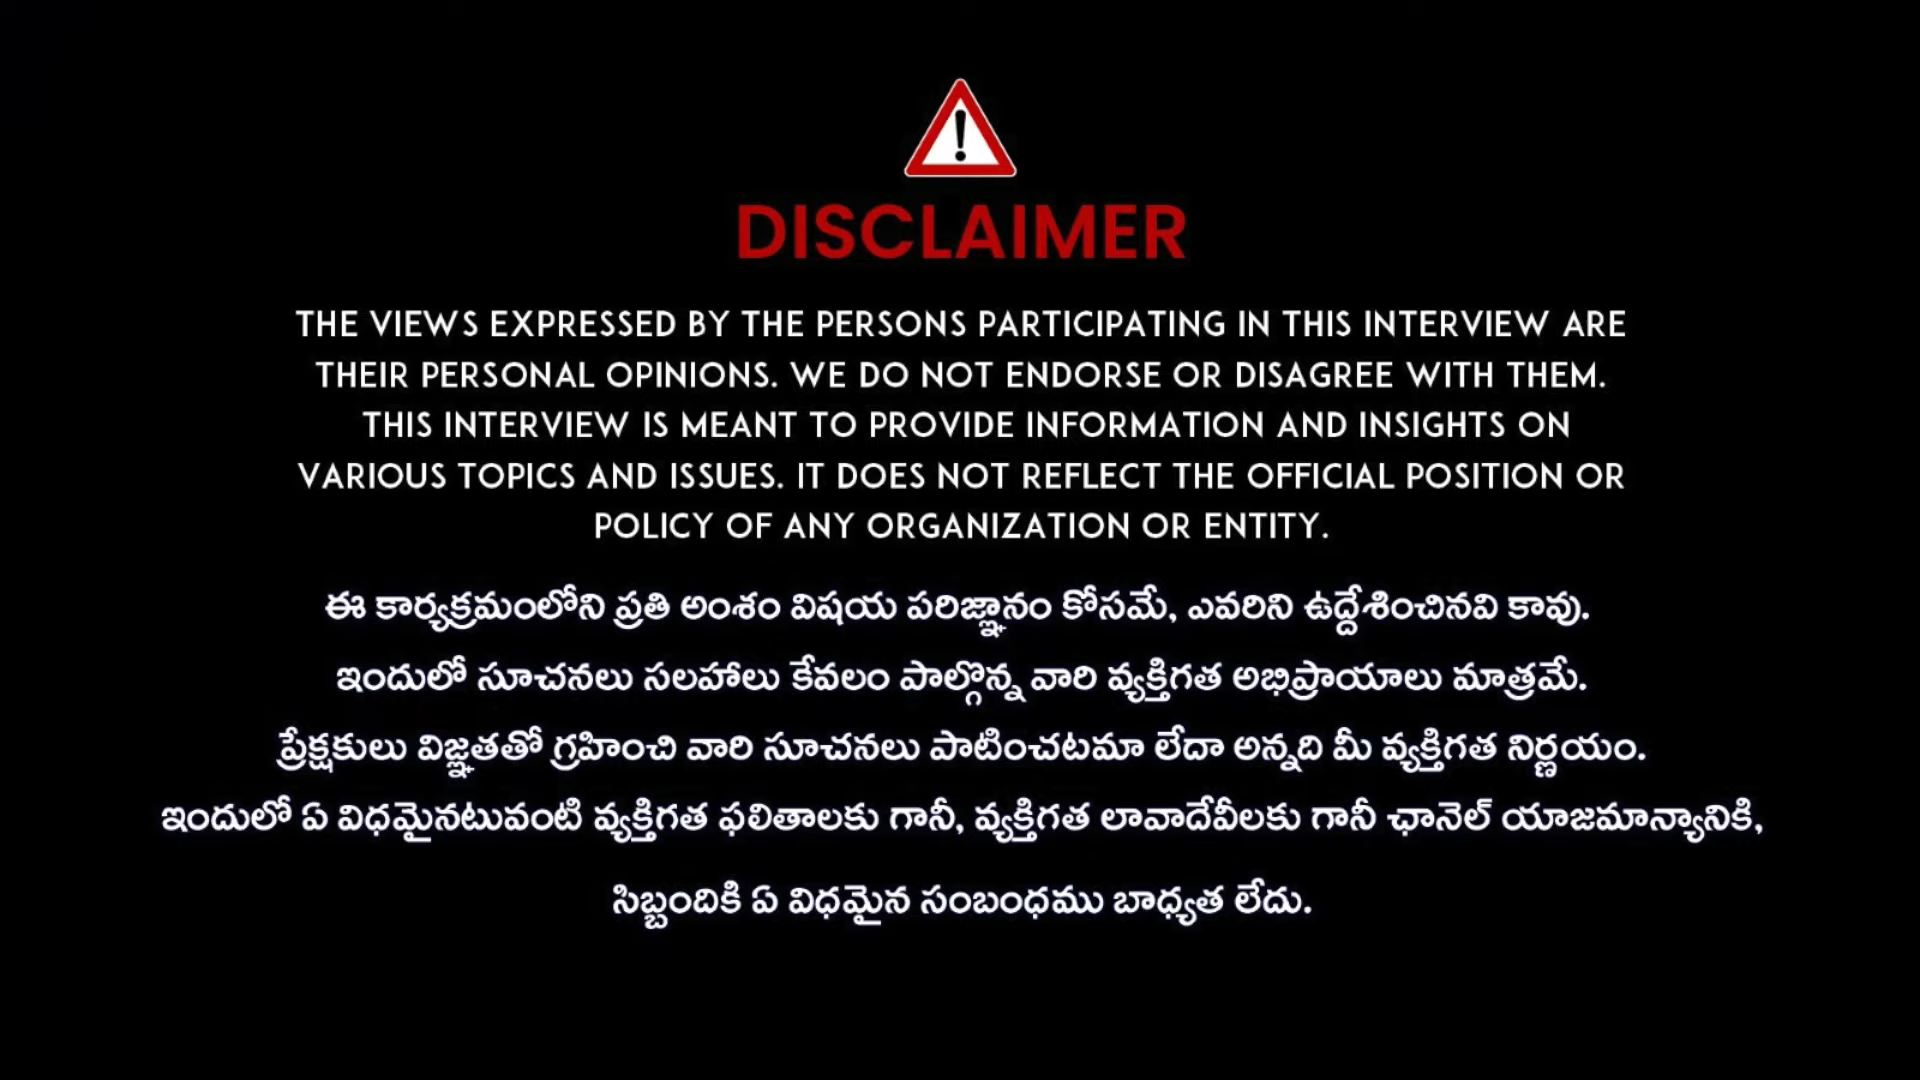 DISCLAIMER
THE VIEWS EXPRESSED BY THE PERSONS PARTICIPATING IN THIS INTERVIEW ARE
THEIR PERSONAL OPINIONS. WE DO NOT ENDORSE OR DISAGREE WITH THEM.
THIS INTERVIEW IS MEANT TO PROVIDE INFORMATION AND INSIGHTS ON
VARIOUS TOPICS AND ISSUES. IT DOES NOT REFLECT THE OFFICIAL POSITION OR
POLICY OF ANY ORGANIZATION OR ENTITY.
ఈ కార్యక్రమంలోని ప్రతి అంశం విషయ పరిజ్ఞానం కోసమే, ఎవరిని ఉద్దేశించినవి కావు.
ఇందులో సూచనలు సలహాలు కేవలం పాల్గొన్న వారి వ్యక్తిగత అభిప్రాయాలు మాత్రమే.
ప్రేక్షకులు విజ్ఞతతో గ్రహించి వారి సూచనలు పాటించటమా లేదా అన్నది మీ వ్యక్తిగత నిర్ణయం.
ఇందులో ఏ విధమైనటువంటి వ్యక్తిగత ఫలితాలకు గానీ, వ్యక్తిగత లావాదేవీలకు గానీ ఛానెల్ యాజమాన్యానికి,
సిబ్బందికి ఏ విధమైన సంబంధము బాధ్యత లేదు.